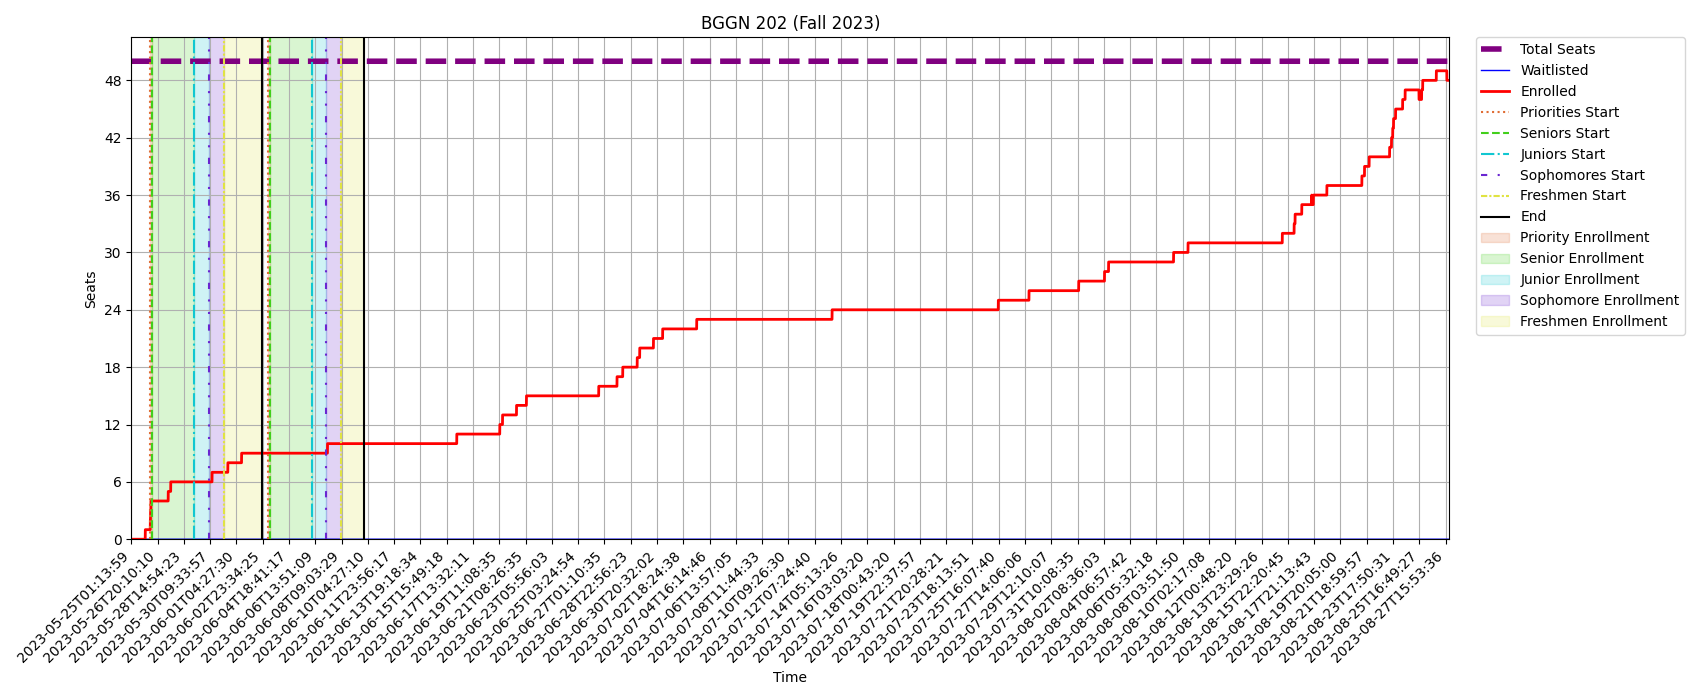 BGGN 202 (Fall 2023)
Seats
48
42
36
30
24
18
12
6
0
2023-05-25T01:13:59
2023-05-26T20:10:10
2023-05-28T14:54:23
2023-05-30T09:33:57
2023-06-01T04:27:30
2023-06-02T23:34:25
2023-06-04T18:41:17
2023-06-06T13:51:09
2023-06-08T09:03:29
2023-06-10T04:27:10
2023-06-11T23:56:17
2023-06-13T19:18:34
2023-06-15T15:49:18
2023-06-17T13:32:11
2023-06-19T11:08:35
2023-06-21T08:26:35
2023-06-23T05:56:03
2023-06-25T03:24:54
2023-06-27T01:10:35
2023-06-28T22:56:23
2023-06-30T20:32:02
2023-07-02T18:24:38
2023-07-04T16:14:46
2023-07-06T13:57:05
2023-07-08T11:44:33
2023-07-10T09:26:30
2023-07-12T07:24:40
2023-07-14T05:13:26
2023-07-16T03:03:20
2023-07-18T00:43:20
2023-07-19T22:37:57
2023-07-21T20:28:21
2023-07-23T18:13:51
2023-07-25T16:07:40
2023-07-27T14:06:06
2023-07-29T12:10:07
2023-07-31T10:08:35
2023-08-02T08:36:03
2023-08-04T06:57:42
2023-08-06T05:32:18
2023-08-08T03:51:50
2023-08-10T02:17:08
2023-08-12T00:48:20
2023-08-13T23:29:26
2023-08-15T22:20:45
2023-08-17T21:13:43
2023-08-19T20:05:00
2023-08-21T18:59:57
2023-08-23T17:50:31
2023-08-25T16:49:27
2023-08-27T15:53:36
Time
Total Seats
Waitlisted
Enrolled
Priorities Start
Seniors Start
Juniors Start
Sophomores Start
Freshmen Start
End
Priority Enrollment
Senior Enrollment
Junior Enrollment
Sophomore Enrollment
Freshmen Enrollment